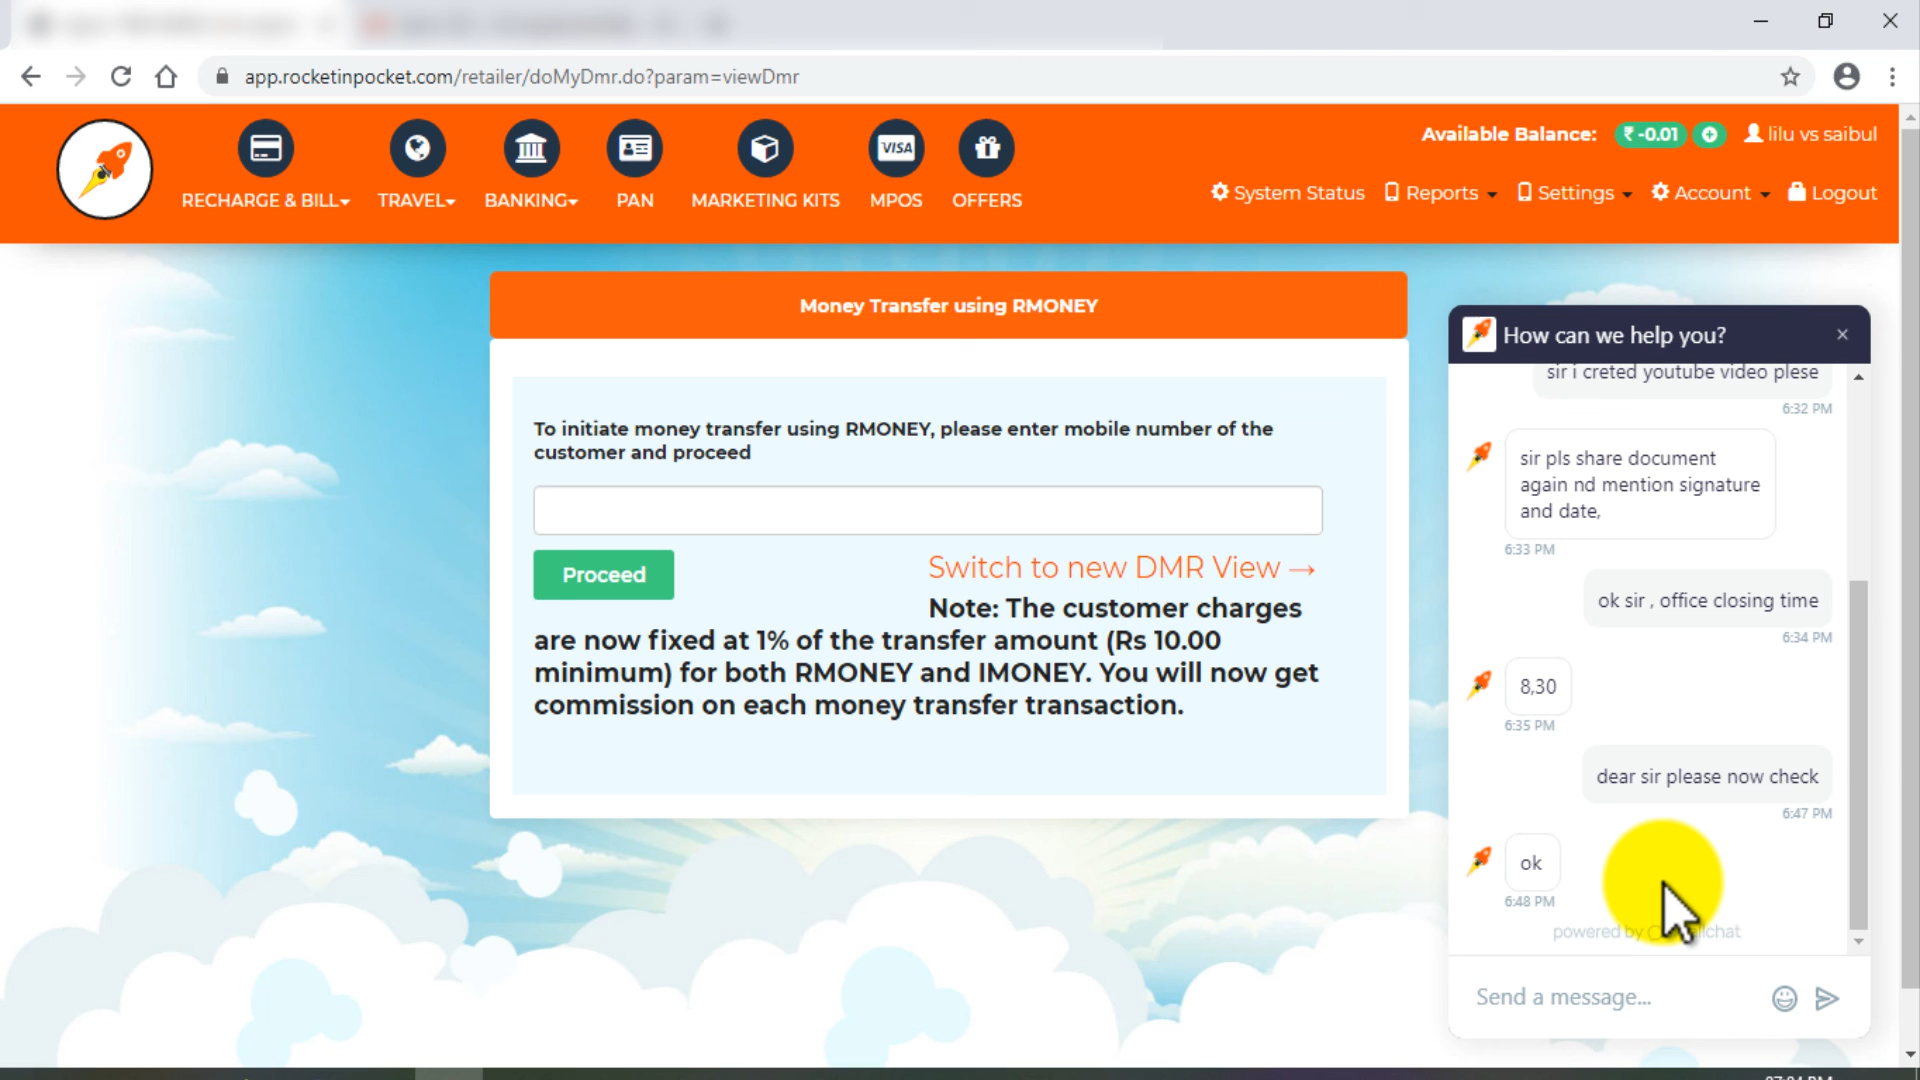 app.rocketinpocket.com/retailer/doMyDmr.do?param=viewDmr
RECHARGE & BILL
TRAVEL
BANKING
PAN
MARKETING KITS
VISA
MPOS
OFFERS
Available Balance: ₹ -0.01 lilu vs saibul
System Status Reports Settings Account Logout
Money Transfer using RMONEY
To initiate money transfer using RMONEY, please enter mobile number of the
customer and proceed
Proceed
Switch to new DMR View →
Note: The customer charges
are now fixed at 1% of the transfer amount (Rs 10.00
minimum) for both RMONEY and IMONEY. You will now get
commission on each money transfer transaction.
How can we help you?
sir i creted youtube video plese
6:32 PM
sir pls share document
again nd mention signature
and date,
6:33 PM
ok sir , office closing time
6:34 PM
8,30
6:35 PM
dear sir please now check
6:47 PM
ok
6:48 PM
powered by
Send a message...